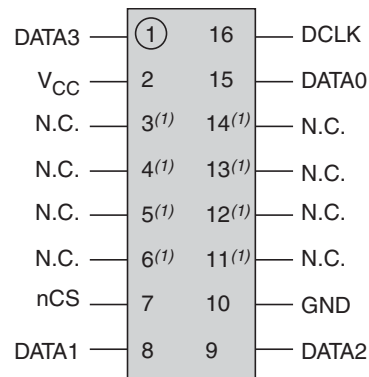 DATA3 1 16 DCLK
VCC 2 15 DATA0
N.C. 3(1) 14(1) N.C.
N.C. 4(1) 13(1) N.C.
N.C. 5(1) 12(1) N.C.
N.C. 6(1) 11(1) N.C.
nCS 7 10 GND
DATA1 8 9 DATA2